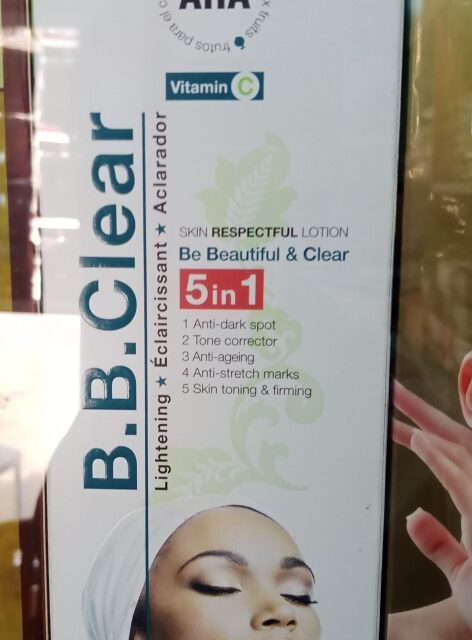 AHA
x fruits
frutos para el c
Vitamin C
B.B.Clear
Lightening ★ Éclaircissant ★ Aclarador
SKIN RESPECTFUL LOTION
Be Beautiful & Clear
5in1
1 Anti-dark spot
2 Tone corrector
3 Anti-ageing
4 Anti-stretch marks
5 Skin toning & firming